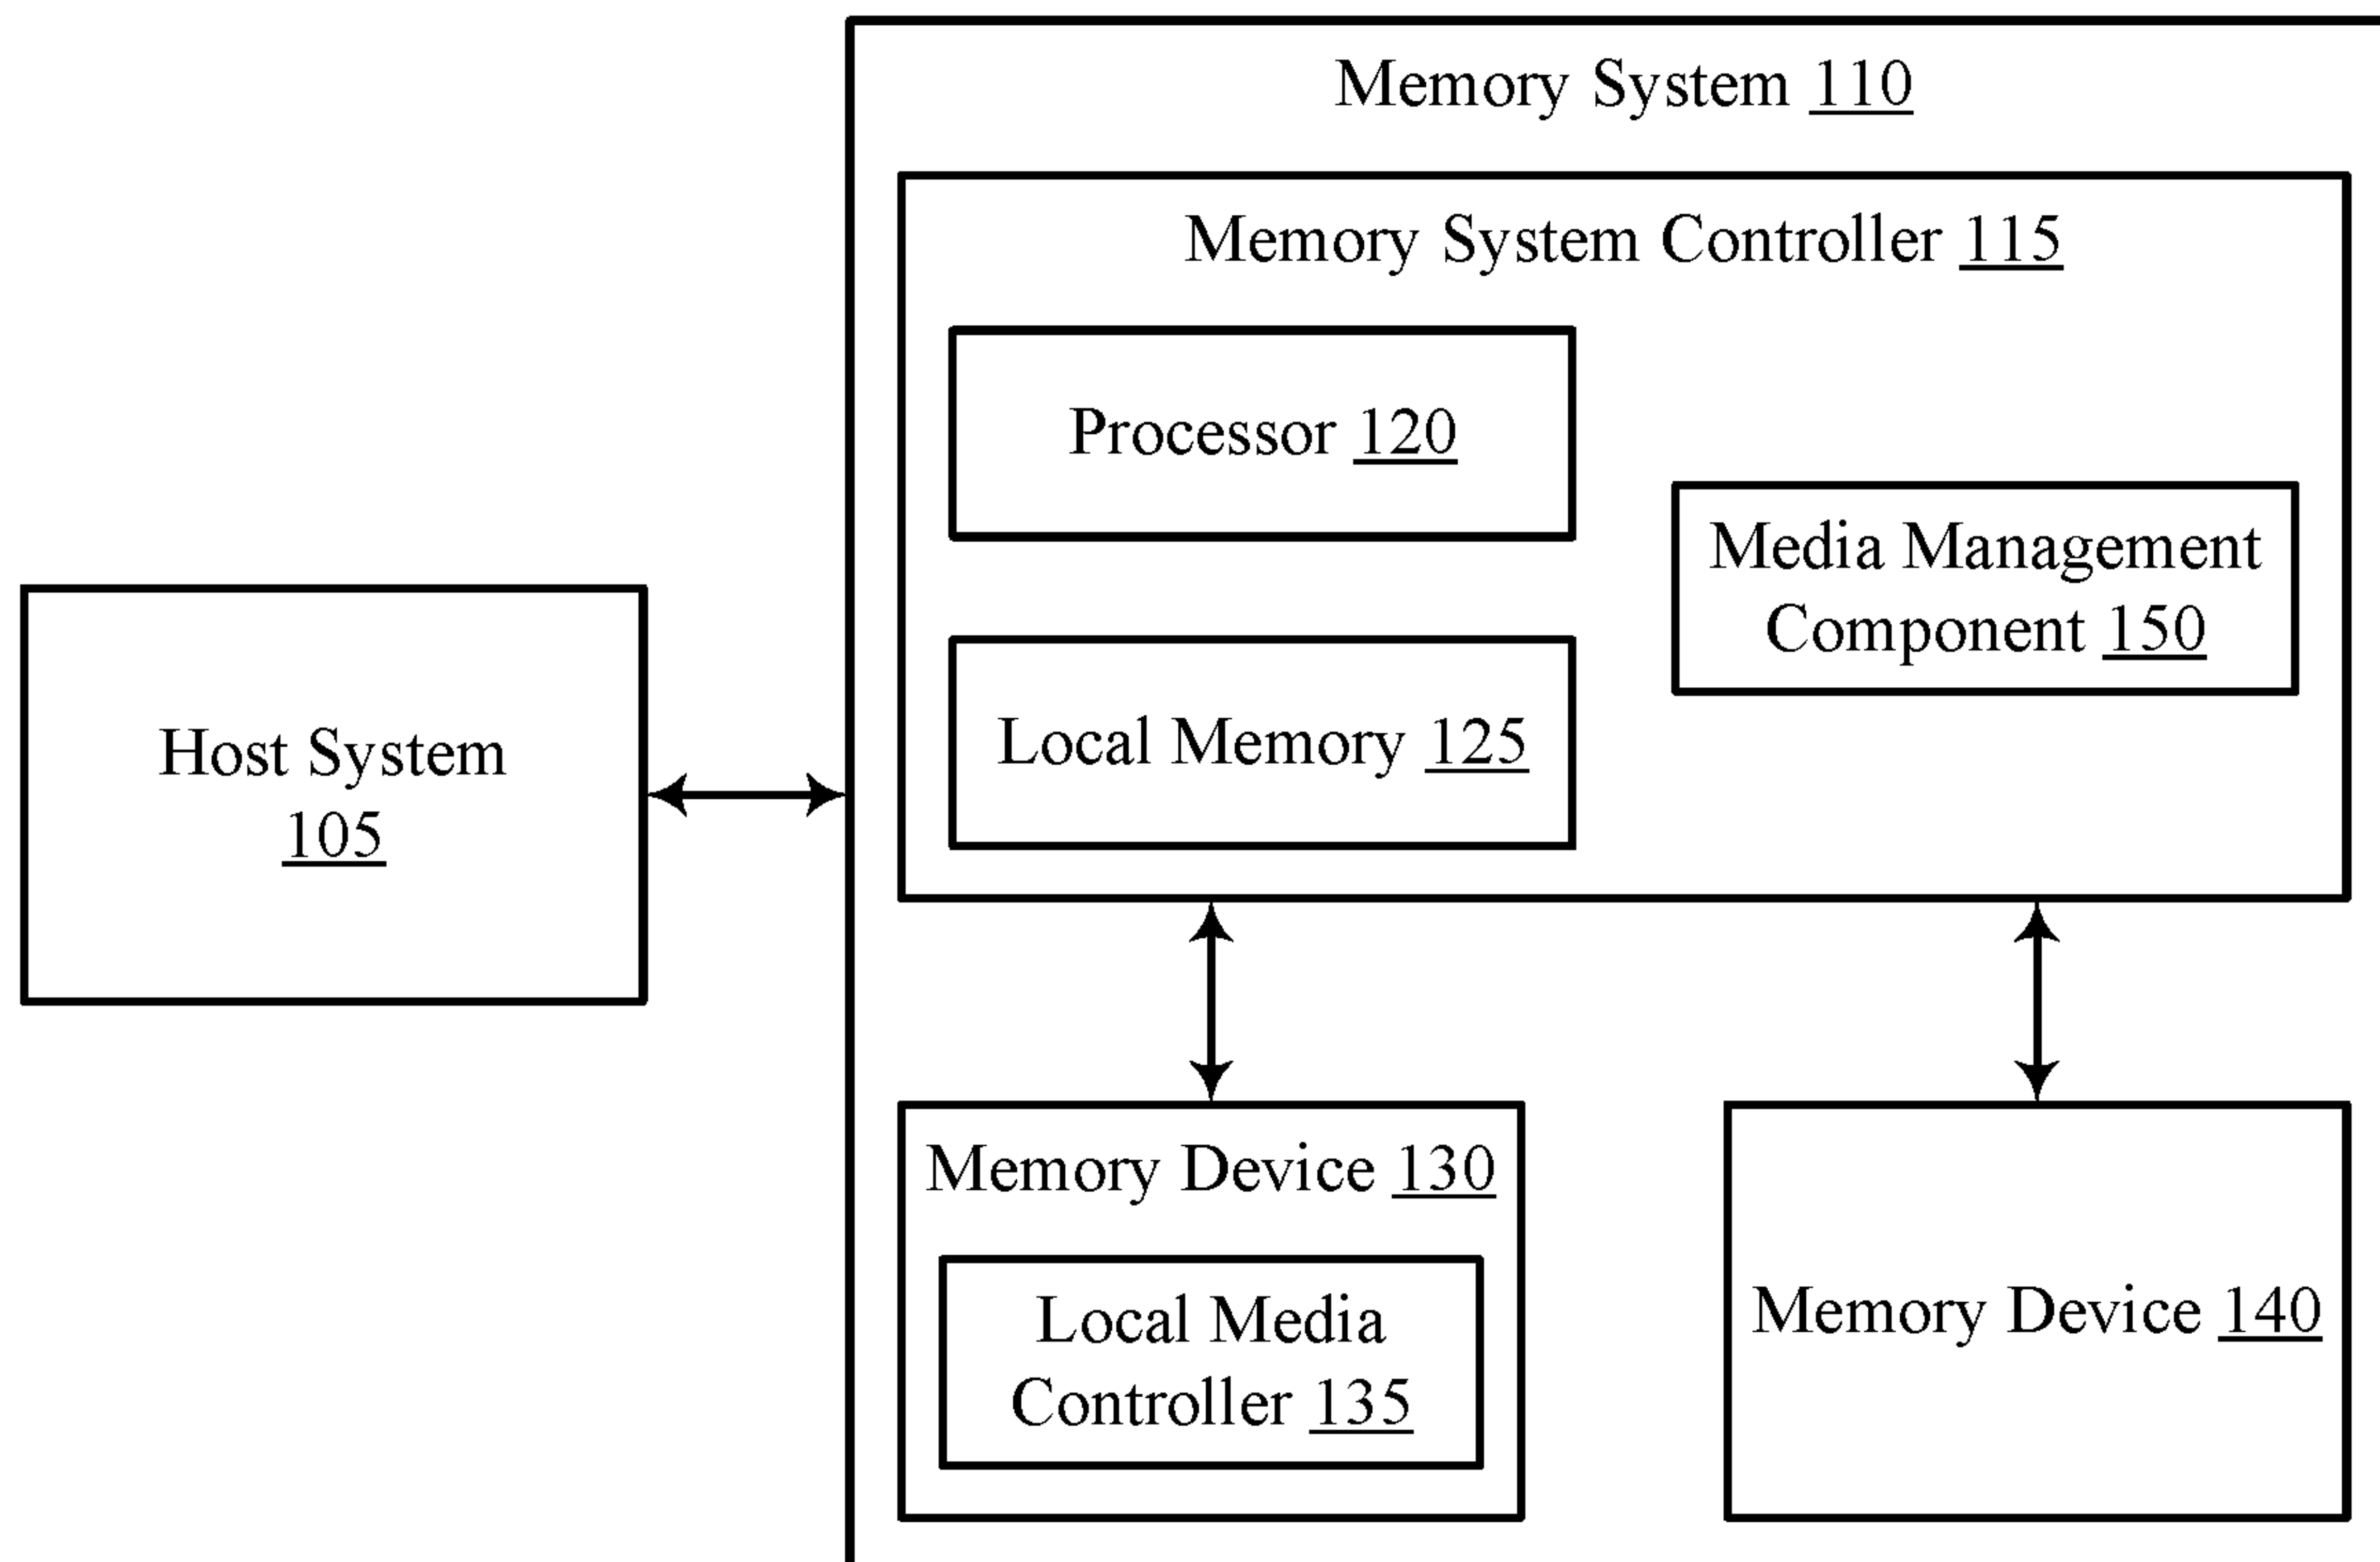 Memory System 110
Memory System Controller 115
Processor 120
Media Management
Component 150
Local Memory 125
Host System
105
Memory Device 130
Local Media
Controller 135
Memory Device 140